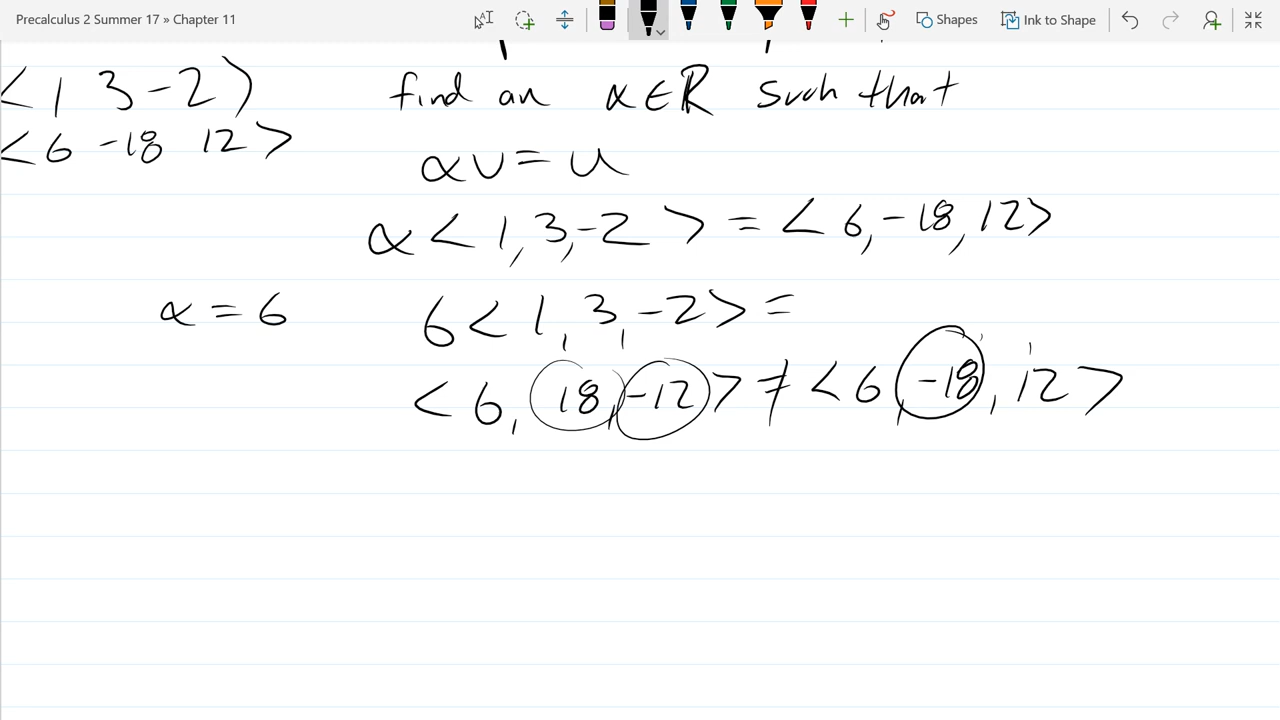 Precalculus 2 Summer 17 » Chapter 11
Shapes
Ink to Shape
<1 3 -2>
<6 -18 12>
find an α∈ℝ such that
αv = u
α<1, 3, -2> = <6, -18, 12>
α = 6
6<1, 3, -2> =
<6, 18, -12> ≠ <6, -18, 12>